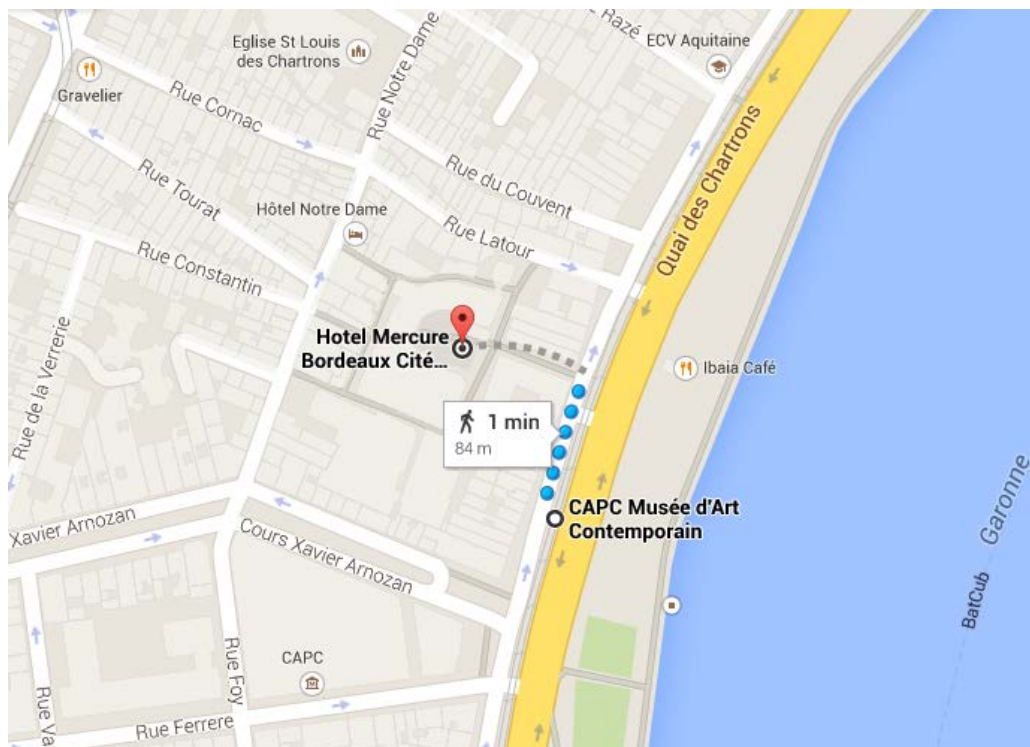 Razé
Eglise St Louis
des Chartrons
ECV Aquitaine
Gravelier
Rue Notre Dame
Rue Cornac
Quai des Chartrons
Rue du Couvent
Rue Tourat
Hôtel Notre Dame
Rue Latour
Rue Constantin
Hotel Mercure
Bordeaux Cité...
Ibaia Café
Rue de la Verrerie
1 min
84 m
CAPC Musée d'Art
Contemporain
Garonne
Xavier Arnozan
Cours Xavier Arnozan
BatCub
CAPC
Rue Foy
Rue Va
Rue Ferrere